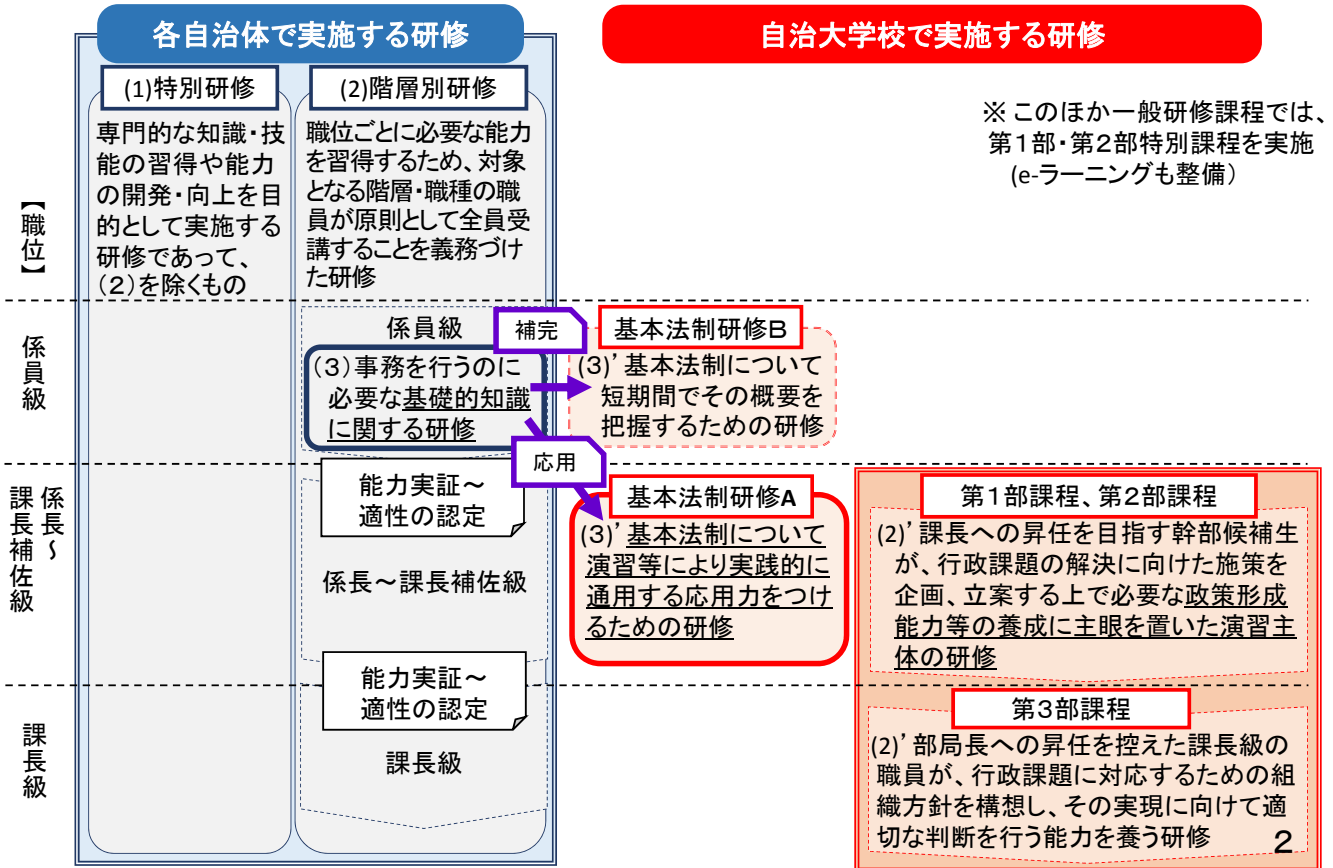 各自治体で実施する研修
自治大学校で実施する研修
(1)特別研修
専門的な知識・技
能の習得や能力
の開発・向上を目
的として実施する
研修であって、
(2)を除くもの
(2)階層別研修
職位ごとに必要な能力
を習得するため、対象
となる階層・職種の職
員が原則として全員受
講することを義務づけ
た研修
※ このほか一般研修課程では、
第1部・第2部特別課程を実施
(e-ラーニングも整備)
【職位】
係員級
係員級
(3)事務を行うのに
必要な基礎的知識
に関する研修
補完
基本法制研修B
(3)’基本法制について
短期間でその概要を
把握するための研修
応用
係長~
課長補佐級
能力実証~
適性の認定
係長~課長補佐級
基本法制研修A
(3)’基本法制について
演習等により実践的に
通用する応用力をつけ
るための研修
第1部課程、第2部課程
(2)’課長への昇任を目指す幹部候補生
が、行政課題の解決に向けた施策を
企画、立案する上で必要な政策形成
能力等の養成に主眼を置いた演習主
体の研修
課長級
能力実証~
適性の認定
課長級
第3部課程
(2)’部局長への昇任を控えた課長級の
職員が、行政課題に対応するための組
織方針を構想し、その実現に向けて適
切な判断を行う能力を養う研修
2